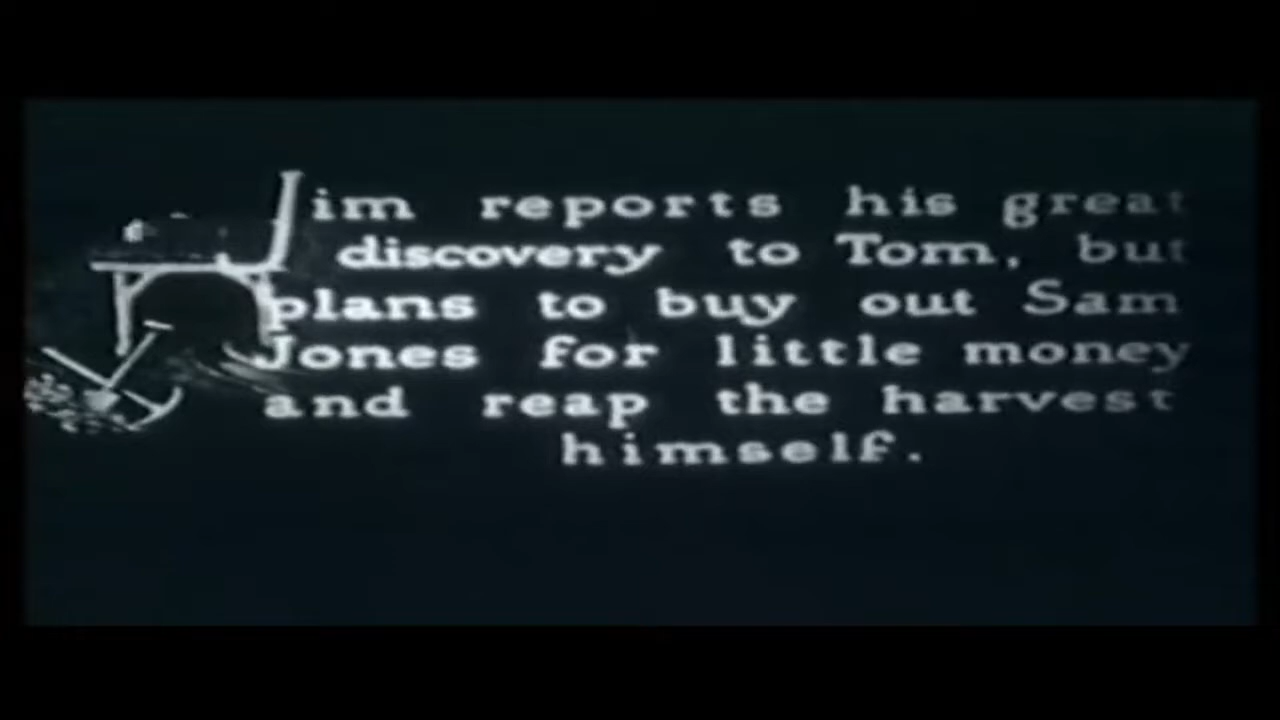 Jim reports his great
discovery to Tom, but
plans to buy out Sam
Jones for little money
and reap the harvest
himself.